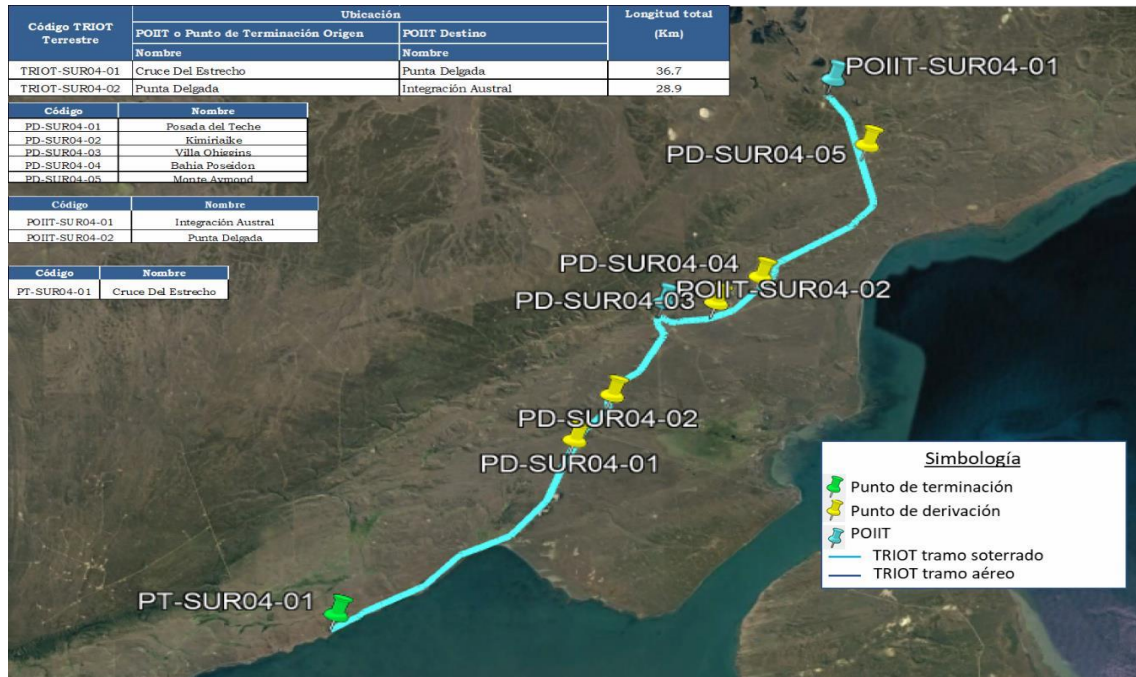 Código TRIOT Terrestre Ubicación Longitud total (Km)
POIIT o Punto de Terminación Origen POIIT Destino
Nombre Nombre
TRIOT-SUR04-01 Cruce Del Estrecho Punta Delgada 36.7
TRIOT-SUR04-02 Punta Delgada Integración Austral 28.9
Código Nombre
PD-SUR04-01 Posada del Teche
PD-SUR04-02 Kimiriaike
PD-SUR04-03 Villa Ohiggins
PD-SUR04-04 Bahia Poseidon
PD-SUR04-05 Monte Aymond
Código Nombre
POIIT-SUR04-01 Integración Austral
POIIT-SUR04-02 Punta Delgada
Código Nombre
PT-SUR04-01 Cruce Del Estrecho
POIIT-SUR04-01
PD-SUR04-05
PD-SUR04-04
POIIT-SUR04-02
PD-SUR04-03
PD-SUR04-02
PD-SUR04-01
PT-SUR04-01
Simbología
Punto de terminación
Punto de derivación
POIIT
TRIOT tramo soterrado
TRIOT tramo aéreo